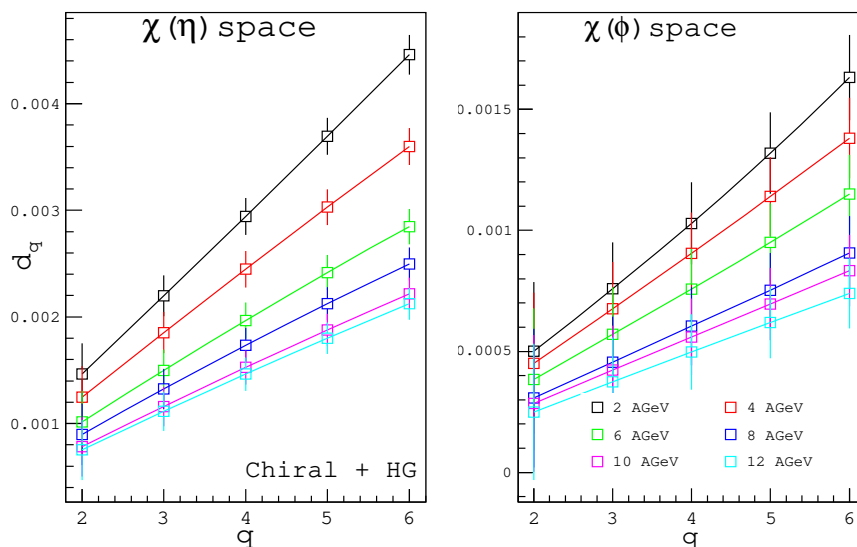 χ(η) space
0.004
0.003
0.002
0.001
d_q
2 3 4 5 6
q
Chiral + HG
χ(ϕ) space
0.0015
0.001
0.0005
0
2 3 4 5 6
q
2 AGeV 4 AGeV
6 AGeV 8 AGeV
10 AGeV 12 AGeV